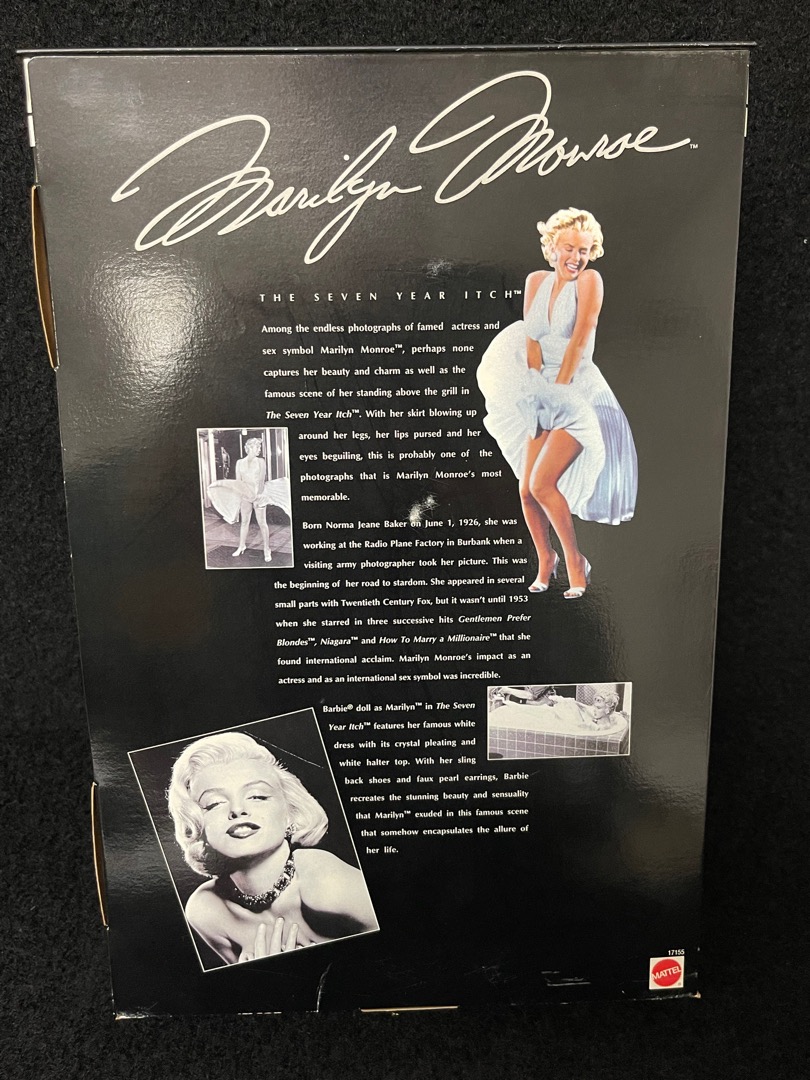 Marilyn Monroe™
THE SEVEN YEAR ITCH™
Among the endless photographs of famed actress and
sex symbol Marilyn Monroe™, perhaps none
captures her beauty and charm as well as the
famous scene of her standing above the grill in
The Seven Year Itch™. With her skirt blowing up
around her legs, her lips pursed and her
eyes beguiling, this is probably one of the
photographs that is Marilyn Monroe's most
memorable.
Born Norma Jeane Baker on June 1, 1926, she was
working at the Radio Plane Factory in Burbank when a
visiting army photographer took her picture. This was
the beginning of her road to stardom. She appeared in several
small parts with Twentieth Century Fox, but it wasn't until 1953
when she starred in three successive hits Gentlemen Prefer
Blondes™, Niagara™ and How To Marry a Millionaire™ that she
found international acclaim. Marilyn Monroe's impact as an
actress and as an international sex symbol was incredible.
Barbie® doll as Marilyn™ in The Seven
Year Itch™ features her famous white
dress with its crystal pleating and
white halter top. With her sling
back shoes and faux pearl earrings, Barbie
recreates the stunning beauty and sensuality
that Marilyn™ exuded in this famous scene
that somehow encapsulates the allure of
her life.
17155
MATTEL